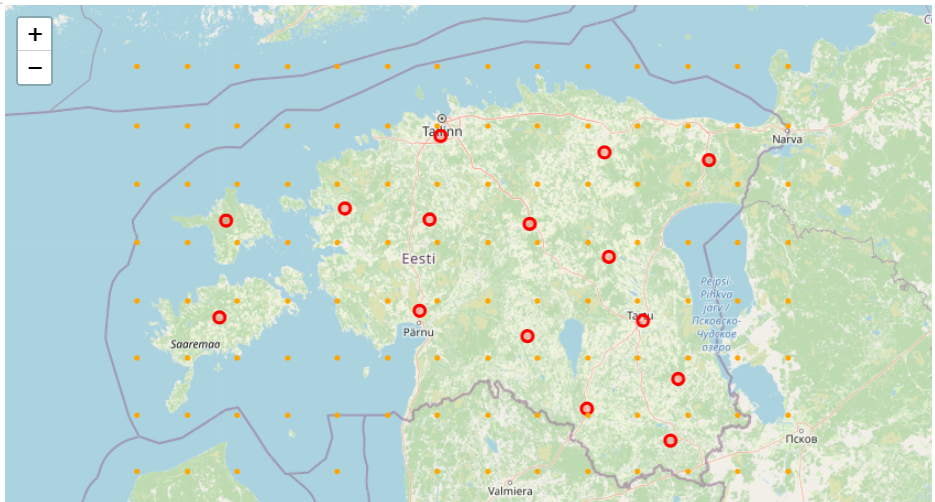 +
−
Tallinn
Narva
Eesti
Peipsi-
Pihkva
järv /
Псковско-
Чудское
озеро
Tartu
Pärnu
Saaremaa
Псков
Valmiera